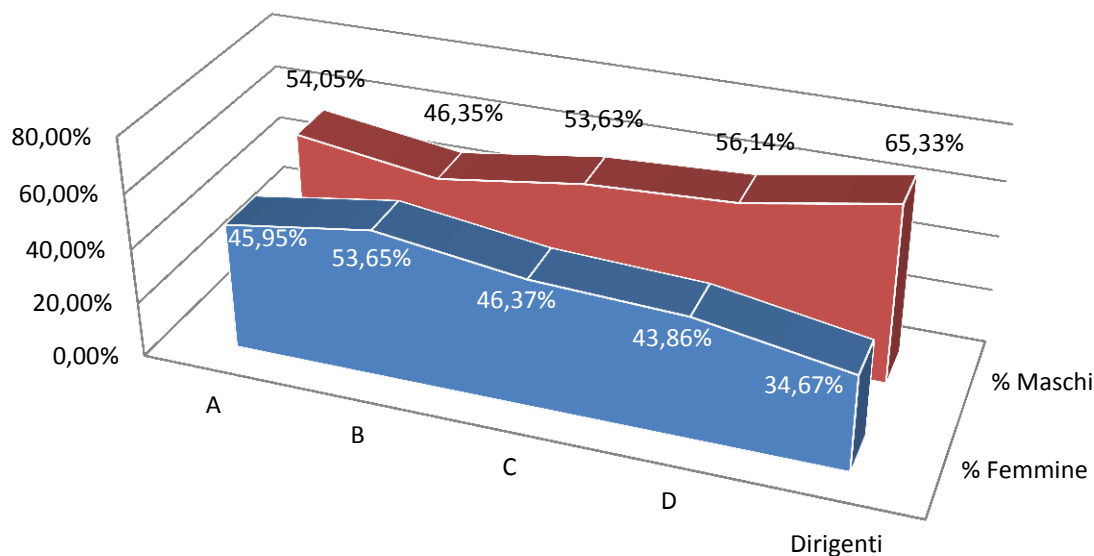 54,05%
46,35%
53,63%
56,14%
65,33%
80,00%
60,00%
40,00%
20,00%
0,00%
45,95%
53,65%
46,37%
43,86%
34,67%
A
B
C
D
Dirigenti
% Maschi
% Femmine